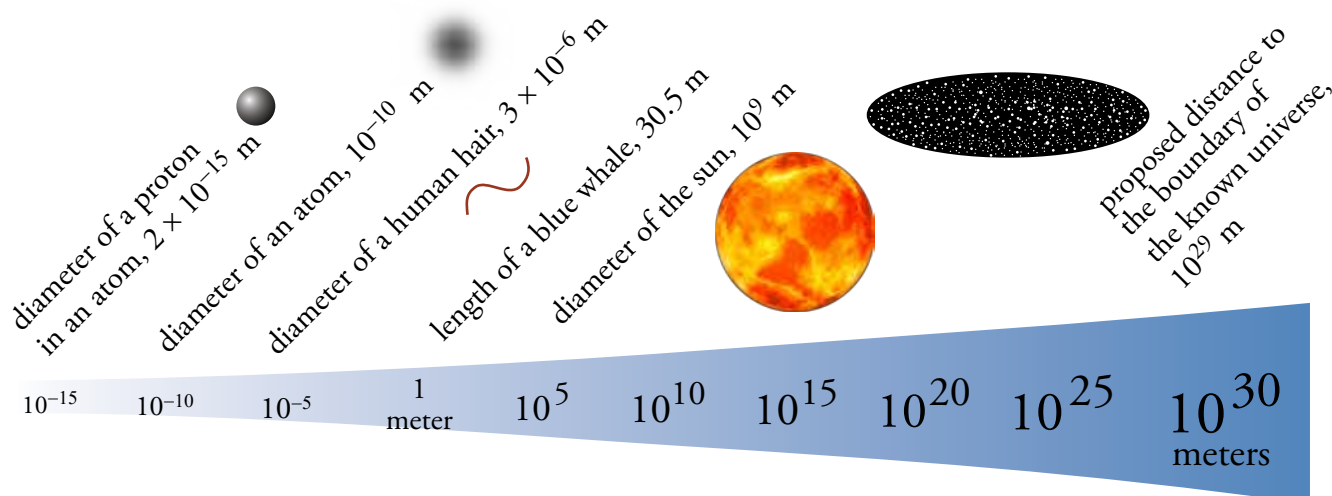 diameter of a proton
in an atom, 2 × 10⁻¹⁵ m
diameter of an atom, 10⁻¹⁰ m
diameter of a human hair, 3 × 10⁻⁶ m
length of a blue whale, 30.5 m
diameter of the sun, 10⁹ m
proposed distance to
the boundary of
the known universe,
10²⁹ m
10⁻¹⁵ 10⁻¹⁰ 10⁻⁵ 1 10⁵ 10¹⁰ 10¹⁵ 10²⁰ 10²⁵ 10³⁰
meter meters